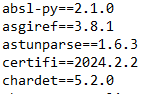 absl-py==2.1.0
asgiref==3.8.1
astunparse==1.6.3
certifi==2024.2.2
chardet==5.2.0